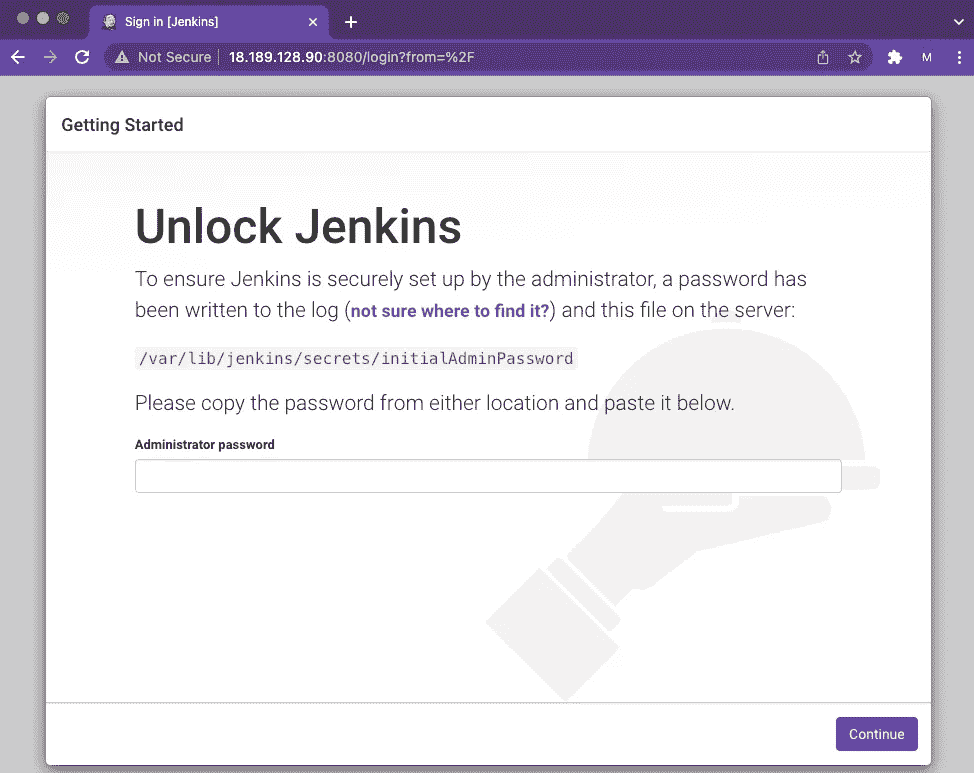 Sign in [Jenkins]
Not Secure 18.189.128.90:8080/login?from=%2F
M
Getting Started
Unlock Jenkins
To ensure Jenkins is securely set up by the administrator, a password has
been written to the log (not sure where to find it?) and this file on the server:
/var/lib/jenkins/secrets/initialAdminPassword
Please copy the password from either location and paste it below.
Administrator password
Continue